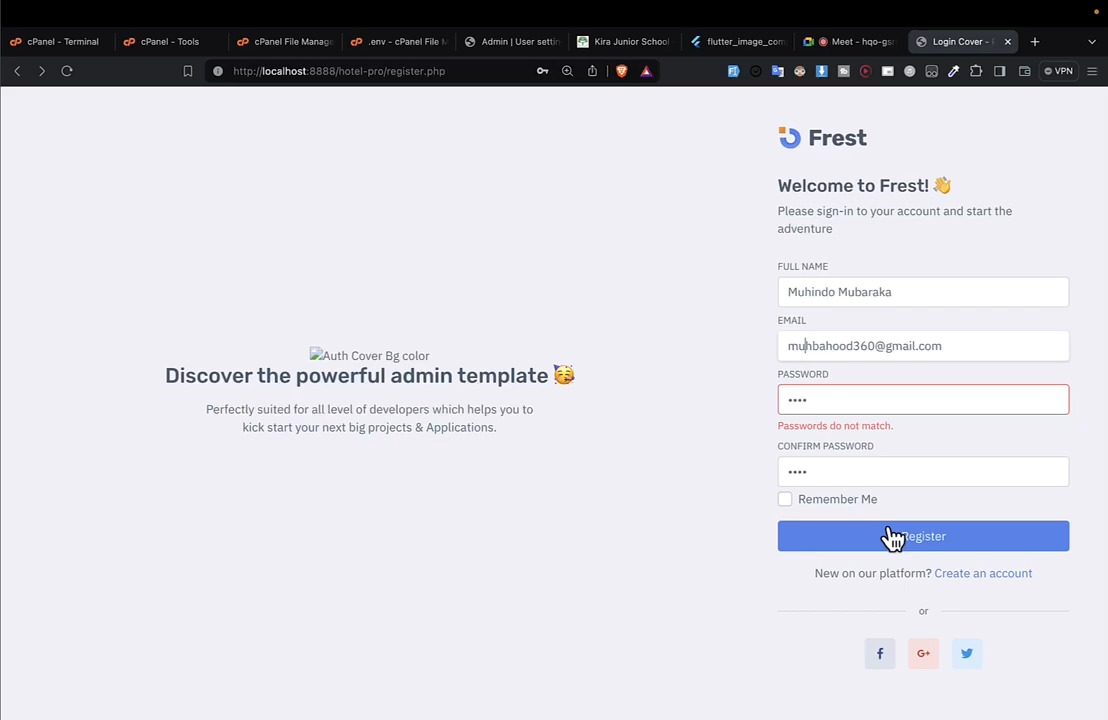 cPanel - Terminal
cPanel - Tools
cPanel File Manage
.env - cPanel File M
Admin | User settin
Kira Junior School
flutter_image_com
Meet - hqo-gsn
Login Cover -
http://localhost:8888/hotel-pro/register.php
VPN
Frest
Welcome to Frest! 👋
Please sign-in to your account and start the
adventure
FULL NAME
Muhindo Mubaraka
EMAIL
muhbahood360@gmail.com
PASSWORD
••••
Passwords do not match.
CONFIRM PASSWORD
••••
Remember Me
Register
New on our platform? Create an account
or
f
G+
Auth Cover Bg color
Discover the powerful admin template 🥳
Perfectly suited for all level of developers which helps you to
kick start your next big projects & Applications.